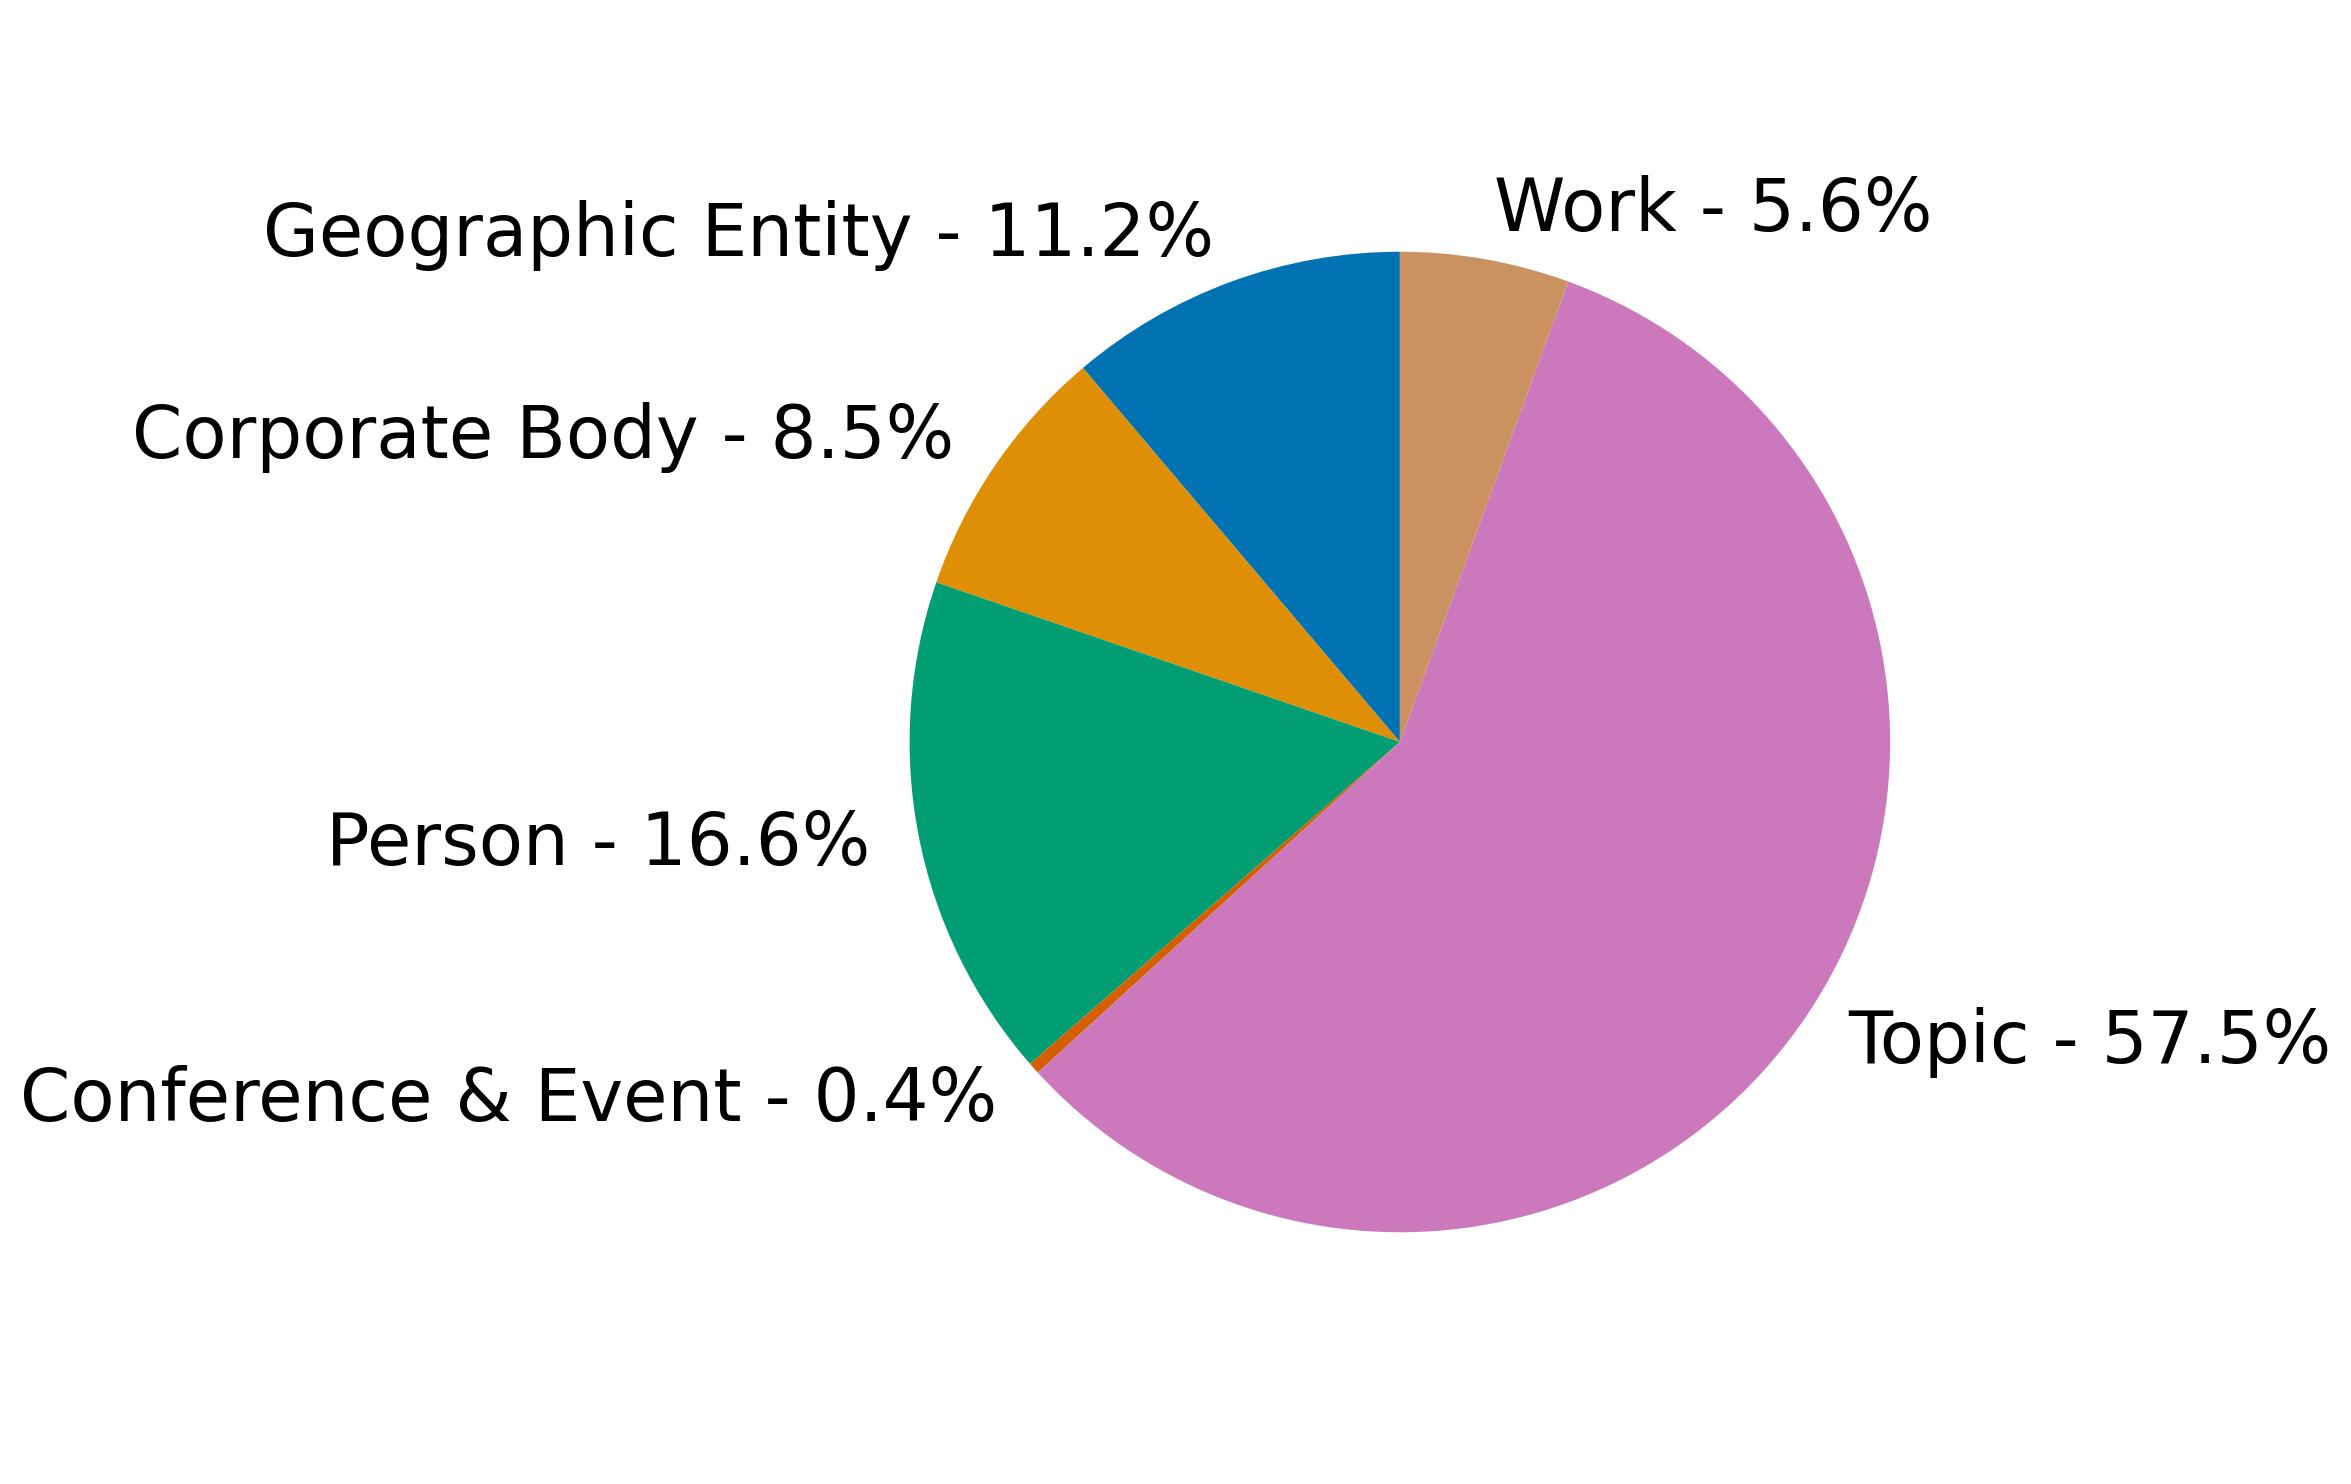 Work - 5.6%
Geographic Entity - 11.2%
Corporate Body - 8.5%
Person - 16.6%
Topic - 57.5%
Conference & Event - 0.4%